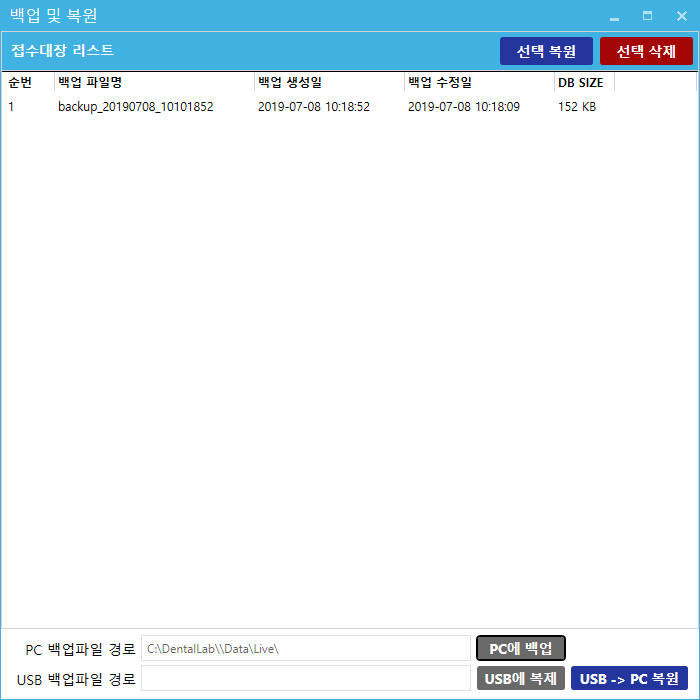 백업 및 복원
접수대장 리스트 선택 복원 선택 삭제
순번 백업 파일명 백업 생성일 백업 수정일 DB SIZE
1 backup_20190708_10101852 2019-07-08 10:18:52 2019-07-08 10:18:09 152 KB
PC 백업파일 경로 C:\DentalLab\\Data\Live\ PC에 백업
USB 백업파일 경로 USB에 복제 USB -> PC 복원